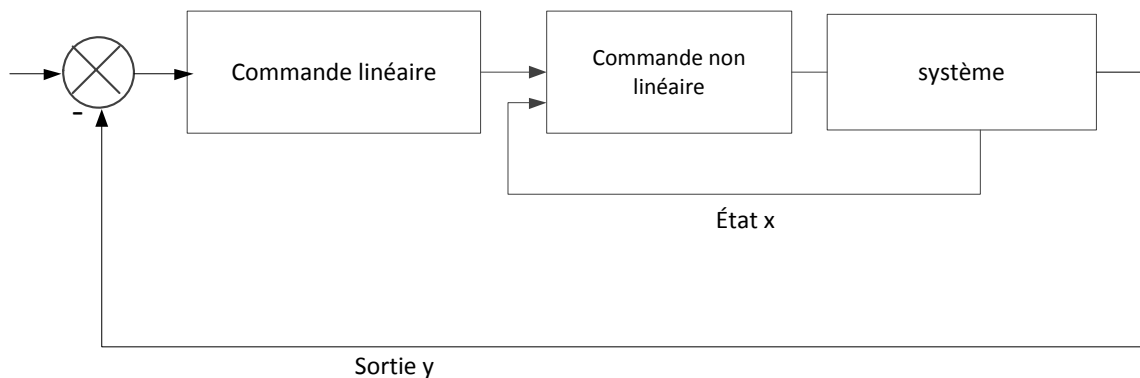 Commande linéaire
Commande non
linéaire
système
-
État x
Sortie y